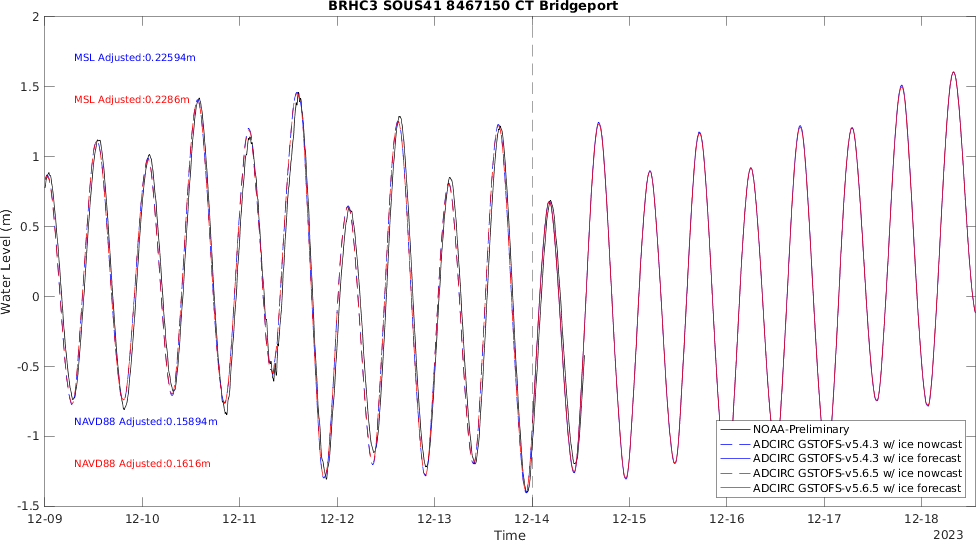 BRHC3 SOUS41 8467150 CT Bridgeport
2
MSL Adjusted:0.22594m
1.5
MSL Adjusted:0.2286m
1
0.5
Water Level (m)
0
-0.5
NAVD88 Adjusted:0.15894m
-1
NAVD88 Adjusted:0.1616m
-1.5
NOAA-Preliminary
ADCIRC GSTOFS-v5.4.3 w/ ice nowcast
ADCIRC GSTOFS-v5.4.3 w/ ice forecast
ADCIRC GSTOFS-v5.6.5 w/ ice nowcast
ADCIRC GSTOFS-v5.6.5 w/ ice forecast
12-09 12-10 12-11 12-12 12-13 12-14 12-15 12-16 12-17 12-18
Time
2023